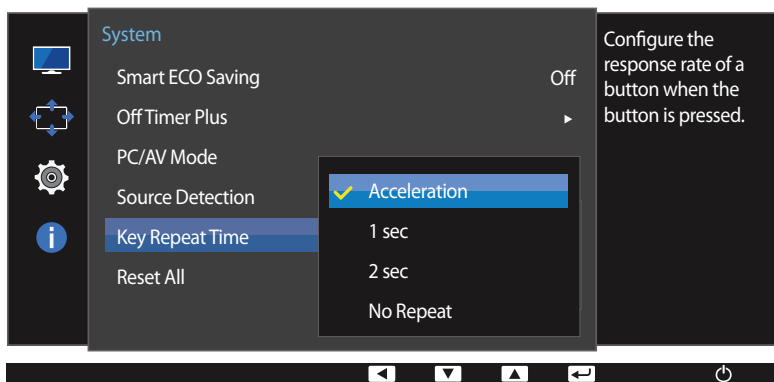 System
Smart ECO Saving Off
Off Timer Plus
PC/AV Mode
Source Detection
Key Repeat Time
Reset All
Acceleration
1 sec
2 sec
No Repeat
Configure the
response rate of a
button when the
button is pressed.